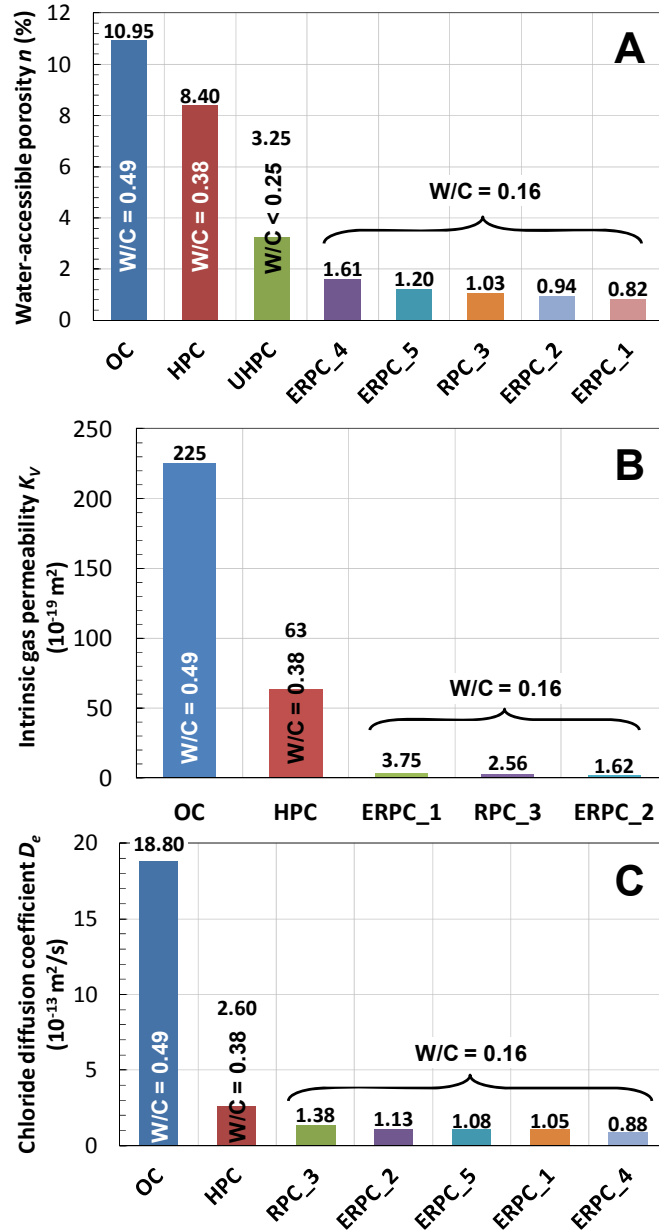 Water-accessible porosity n (%)
12
10
8
6
4
2
0
A
10.95
8.40
3.25
1.61
1.20
1.03
0.94
0.82
W/C = 0.49
W/C = 0.38
W/C < 0.25
W/C = 0.16
OC
HPC
UHPC
ERPC_4
ERPC_5
RPC_3
ERPC_2
ERPC_1
Intrinsic gas permeability Kv
(10⁻¹⁹ m²)
250
200
150
100
50
0
B
225
63
3.75
2.56
1.62
W/C = 0.49
W/C = 0.38
W/C = 0.16
OC
HPC
ERPC_1
RPC_3
ERPC_2
Chloride diffusion coefficient De
(10⁻¹³ m²/s)
20
15
10
5
0
C
18.80
2.60
1.38
1.13
1.08
1.05
0.88
W/C = 0.49
W/C = 0.38
W/C = 0.16
OC
HPC
RPC_3
ERPC_2
ERPC_5
ERPC_1
ERPC_4